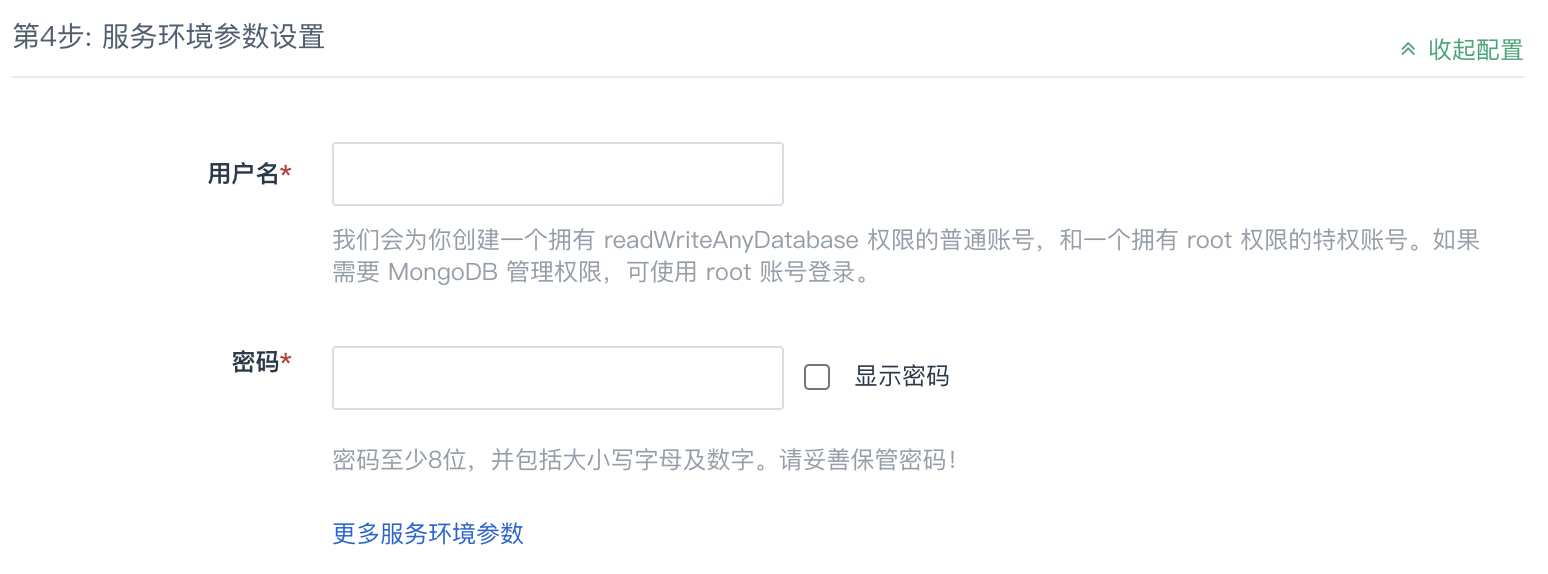 第4步: 服务环境参数设置
收起配置
用户名*
我们会为你创建一个拥有 readWriteAnyDatabase 权限的普通账号，和一个拥有 root 权限的特权账号。如果
需要 MongoDB 管理权限，可使用 root 账号登录。
密码*
显示密码
密码至少8位，并包括大小写字母及数字。请妥善保管密码!
更多服务环境参数